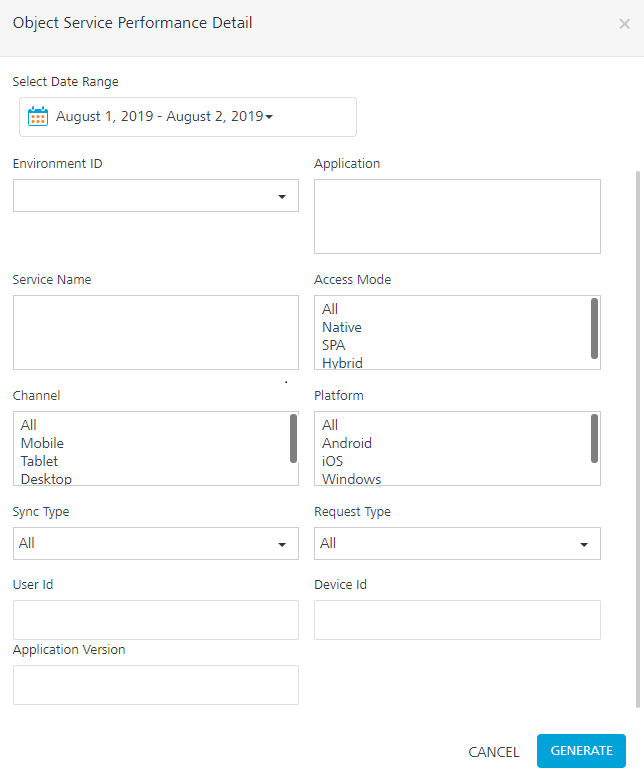 Object Service Performance Detail
×
Select Date Range
August 1, 2019 - August 2, 2019
Environment ID
Application
Service Name
Access Mode
All
Native
SPA
Hybrid
Channel
Platform
All
Mobile
Tablet
Desktop
All
Android
iOS
Windows
Sync Type
Request Type
All
All
User Id
Device Id
Application Version
CANCEL
GENERATE